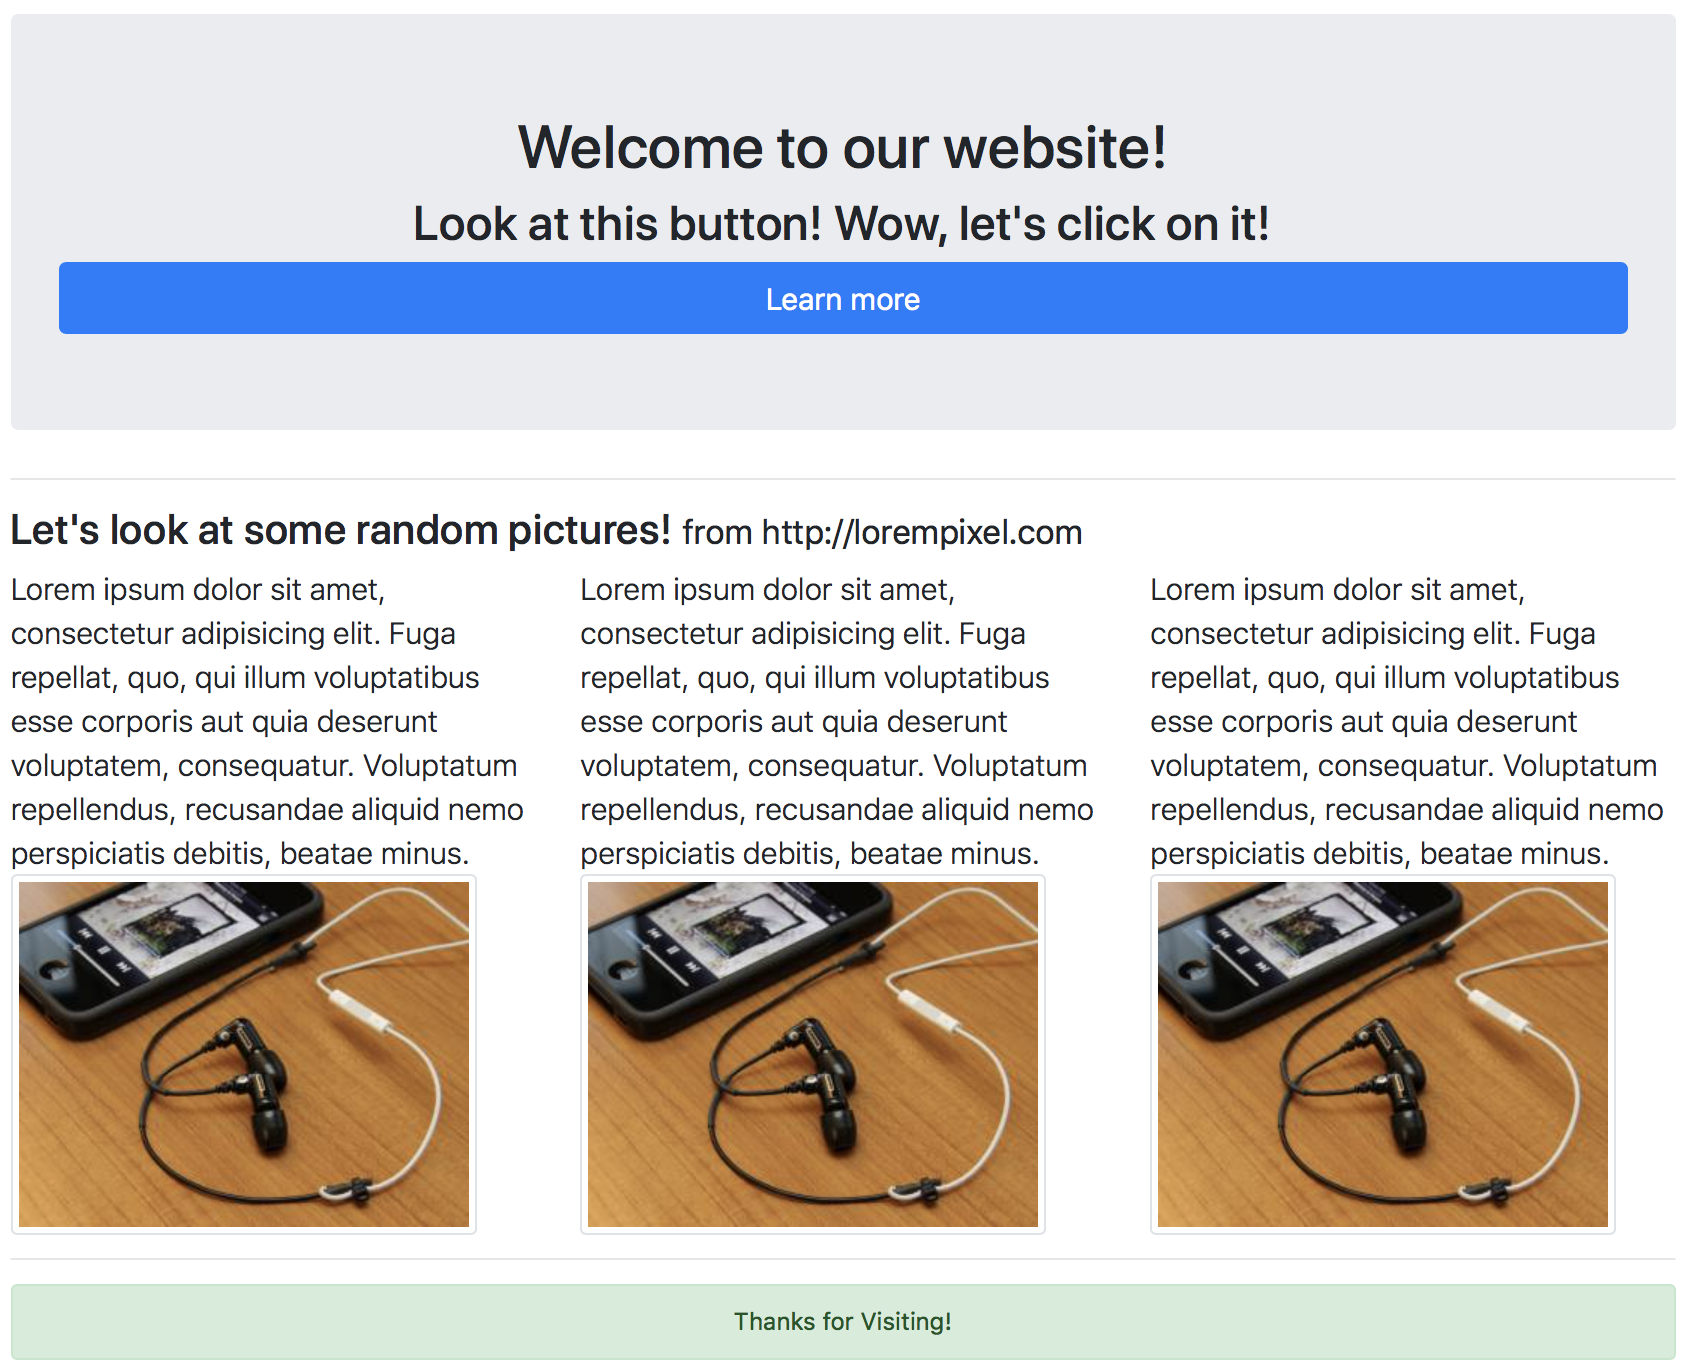 Welcome to our website!
Look at this button! Wow, let's click on it!
Learn more
Let's look at some random pictures! from http://lorempixel.com
Lorem ipsum dolor sit amet,
consectetur adipisicing elit. Fuga
repellat, quo, qui illum voluptatibus
esse corporis aut quia deserunt
voluptatem, consequatur. Voluptatum
repellendus, recusandae aliquid nemo
perspiciatis debitis, beatae minus.
Lorem ipsum dolor sit amet,
consectetur adipisicing elit. Fuga
repellat, quo, qui illum voluptatibus
esse corporis aut quia deserunt
voluptatem, consequatur. Voluptatum
repellendus, recusandae aliquid nemo
perspiciatis debitis, beatae minus.
Lorem ipsum dolor sit amet,
consectetur adipisicing elit. Fuga
repellat, quo, qui illum voluptatibus
esse corporis aut quia deserunt
voluptatem, consequatur. Voluptatum
repellendus, recusandae aliquid nemo
perspiciatis debitis, beatae minus.
Thanks for Visiting!